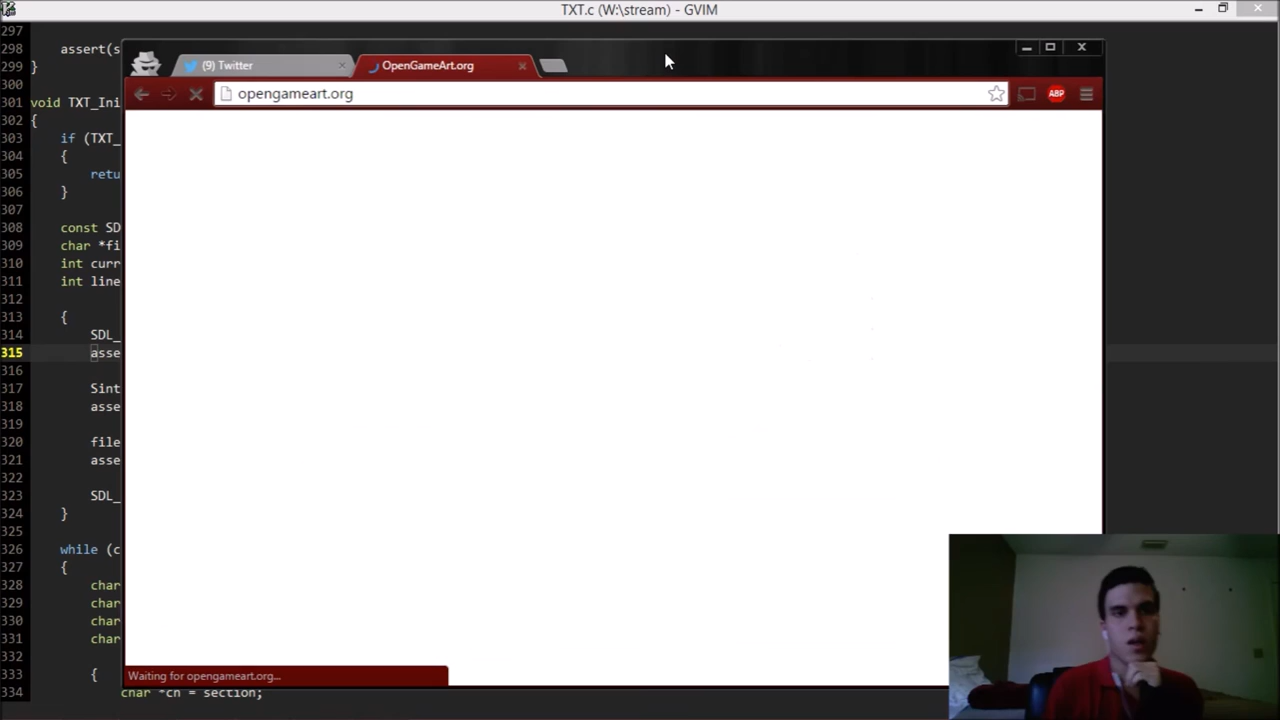 TXT.c (W:\stream) - GVIM
(9) Twitter
OpenGameArt.org
opengameart.org
ABP
297
298 assert(s
299 }
300
301 void TXT_Ini
302 {
303 if (TXT_
304 {
305 retu
306 }
307
308 const SD
309 char *fi
310 int curr
311 int line
312
313 {
314 SDL_
315 asse
316
317 Sint
318 asse
319
320 file
321 asse
322
323 SDL_
324 }
325
326 while (c
327 {
328 char
329 char
330 char
331 char
332
333 {
334 char *cn = section;
Waiting for opengameart.org...